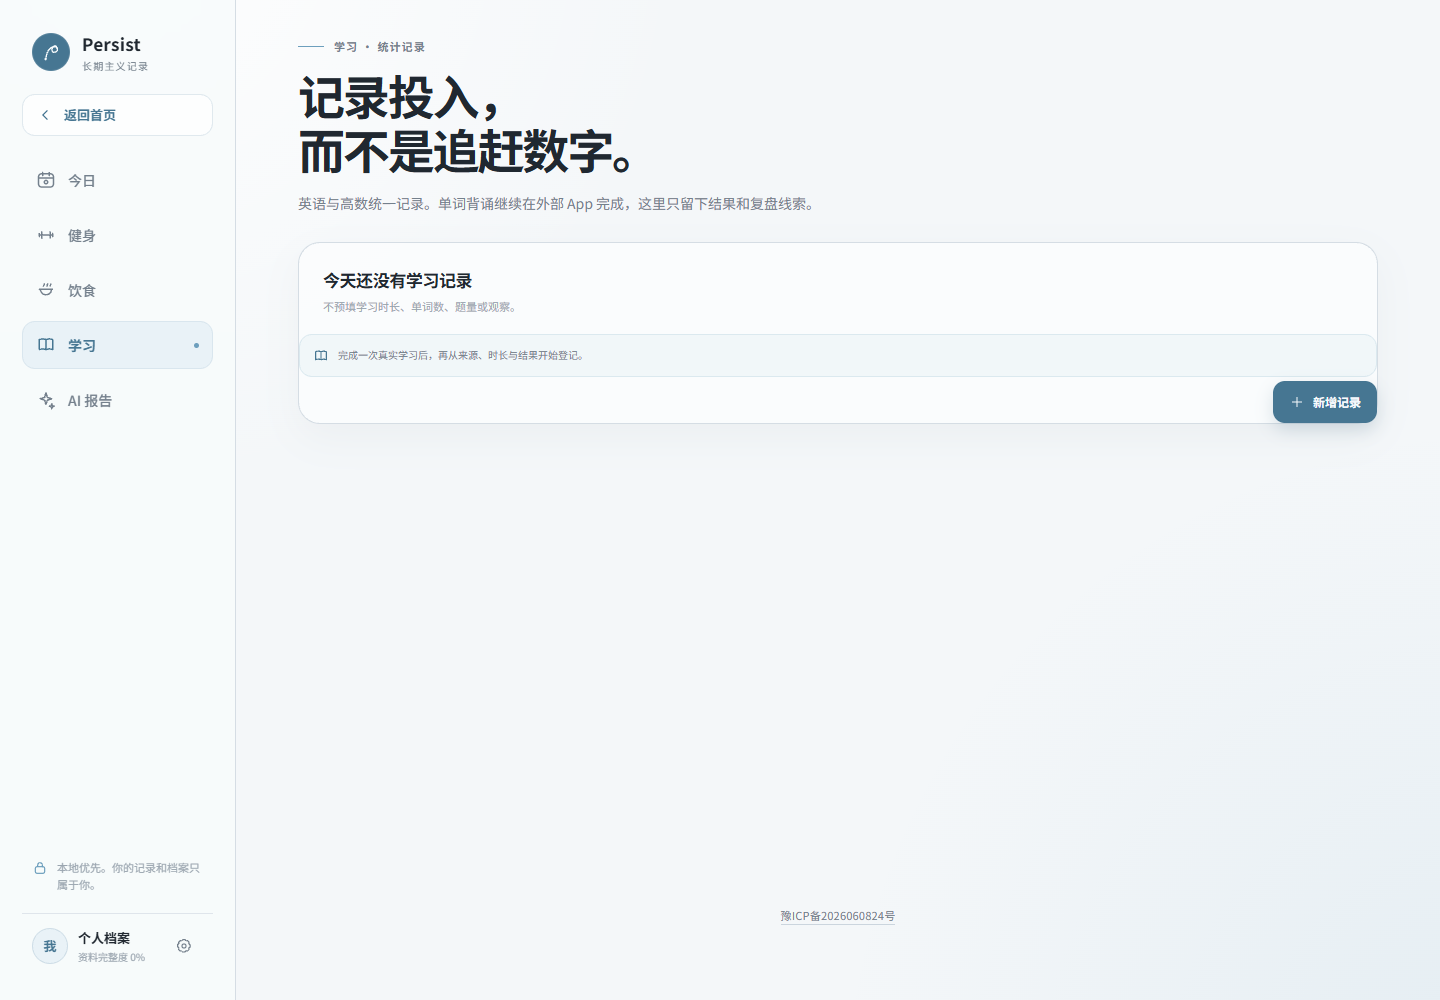 Persist
长期主义记录
返回首页
今日
健身
饮食
学习
AI 报告
本地优先。你的记录和档案只
属于你。
我
个人档案
资料完整度 0%
学习 • 统计记录
记录投入，
而不是追赶数字。
英语与高数统一记录。单词背诵继续在外部 App 完成，这里只留下结果和复盘线索。
今天还没有学习记录
不预填学习时长、单词数、题量或观察。
完成一次真实学习后，再从来源、时长与结果开始登记。
新增记录
豫ICP备2026060824号